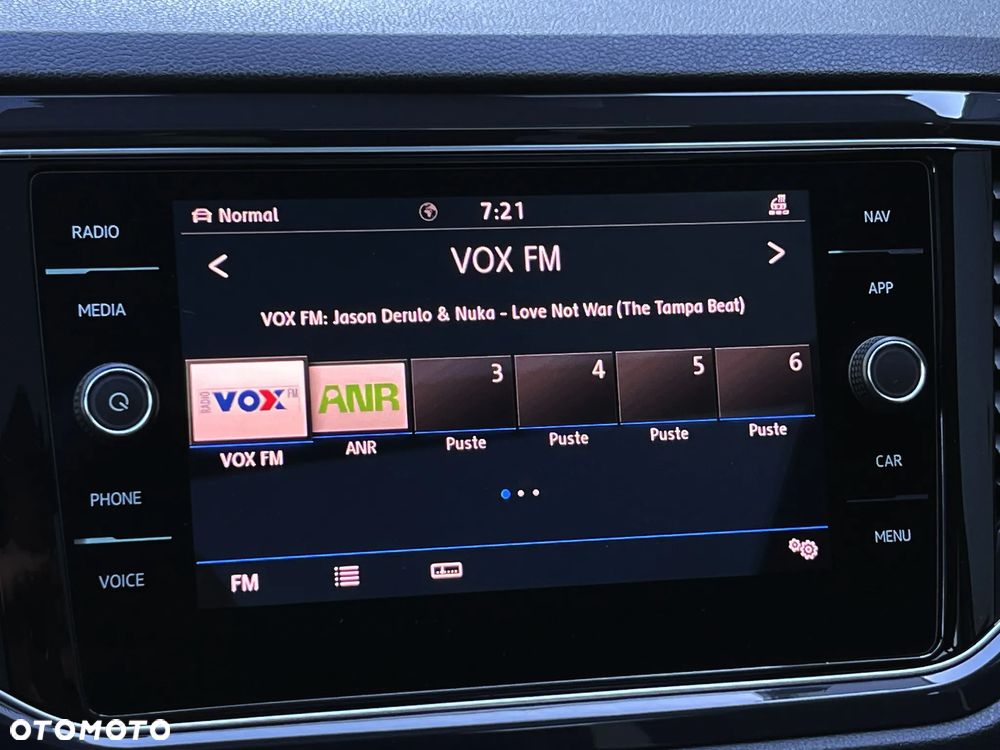 RADIO
MEDIA
PHONE
VOICE
Normal
7:21
< VOX FM >
VOX FM: Jason Derulo & Nuka - Love Not War (The Tampa Beat)
RADIO VOX FM
ANR
3
4
5
6
VOX FM
ANR
Puste
Puste
Puste
Puste
FM
NAV
APP
CAR
MENU
OTOMOTO